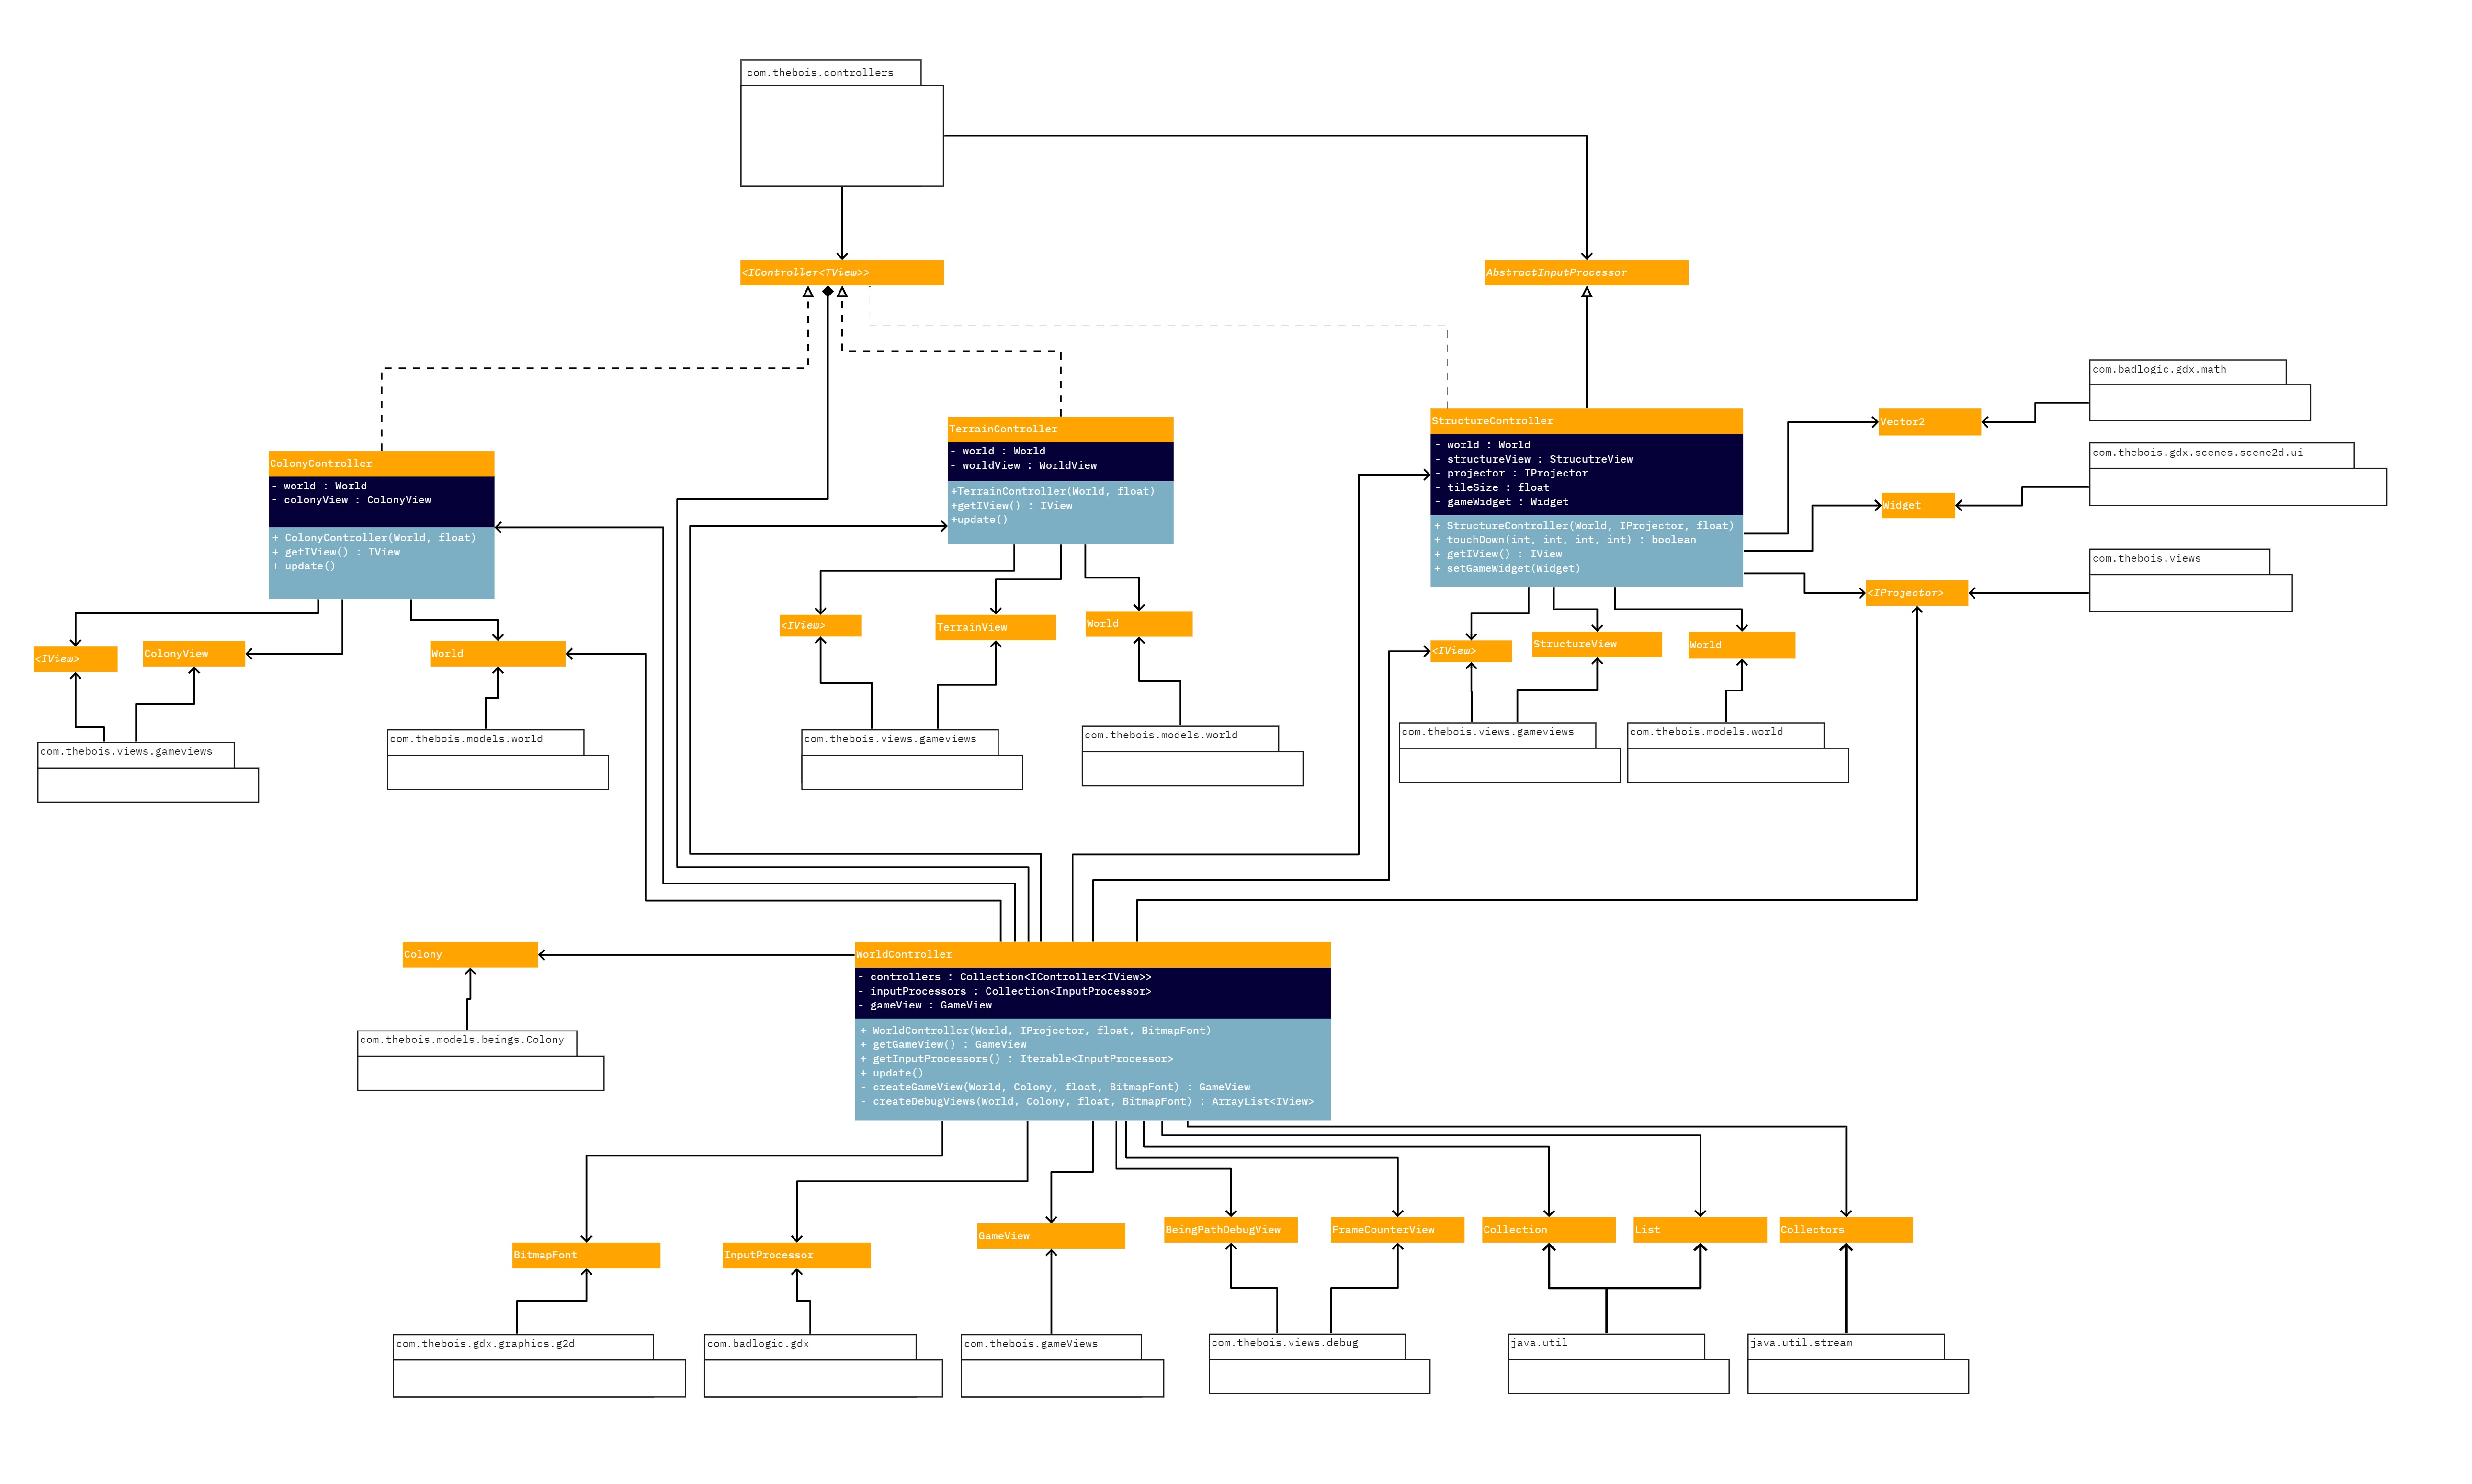 com.thebois.controllers
<IController<TView>>
AbstractInputProcessor
ColonyController
- world : World
- colonyView : ColonyView
+ ColonyController(World, float)
+ getIView() : IView
+ update()
TerrainController
- world : World
- worldView : WorldView
+TerrainController(World, float)
+getIView() : IView
+update()
StructureController
- world : World
- structureView : StrucutreView
- projector : IProjector
- tileSize : float
- gameWidget : Widget
+ StructureController(World, IProjector, float)
+ touchDown(int, int, int, int) : boolean
+ getIView() : IView
+ setGameWidget(Widget)
Vector2
com.badlogic.gdx.math
Widget
com.thebois.gdx.scenes.scene2d.ui
<IProjector>
com.thebois.views
<IView>
ColonyView
World
com.thebois.views.gameviews
com.thebois.models.world
<IView>
TerrainView
World
com.thebois.views.gameviews
com.thebois.models.world
<IView>
StructureView
World
com.thebois.views.gameviews
com.thebois.models.world
Colony
com.thebois.models.beings.Colony
WorldController
- controllers : Collection<IController<IView>>
- inputProcessors : Collection<InputProcessor>
- gameView : GameView
+ WorldController(World, IProjector, float, BitmapFont)
+ getGameView() : GameView
+ getInputProcessors() : Iterable<InputProcessor>
+ update()
- createGameView(World, Colony, float, BitmapFont) : GameView
- createDebugViews(World, Colony, float, BitmapFont) : ArrayList<IView>
BitmapFont
InputProcessor
GameView
BeingPathDebugView
FrameCounterView
Collection
List
Collectors
com.thebois.gdx.graphics.g2d
com.badlogic.gdx
com.thebois.gameViews
com.thebois.views.debug
java.util
java.util.stream